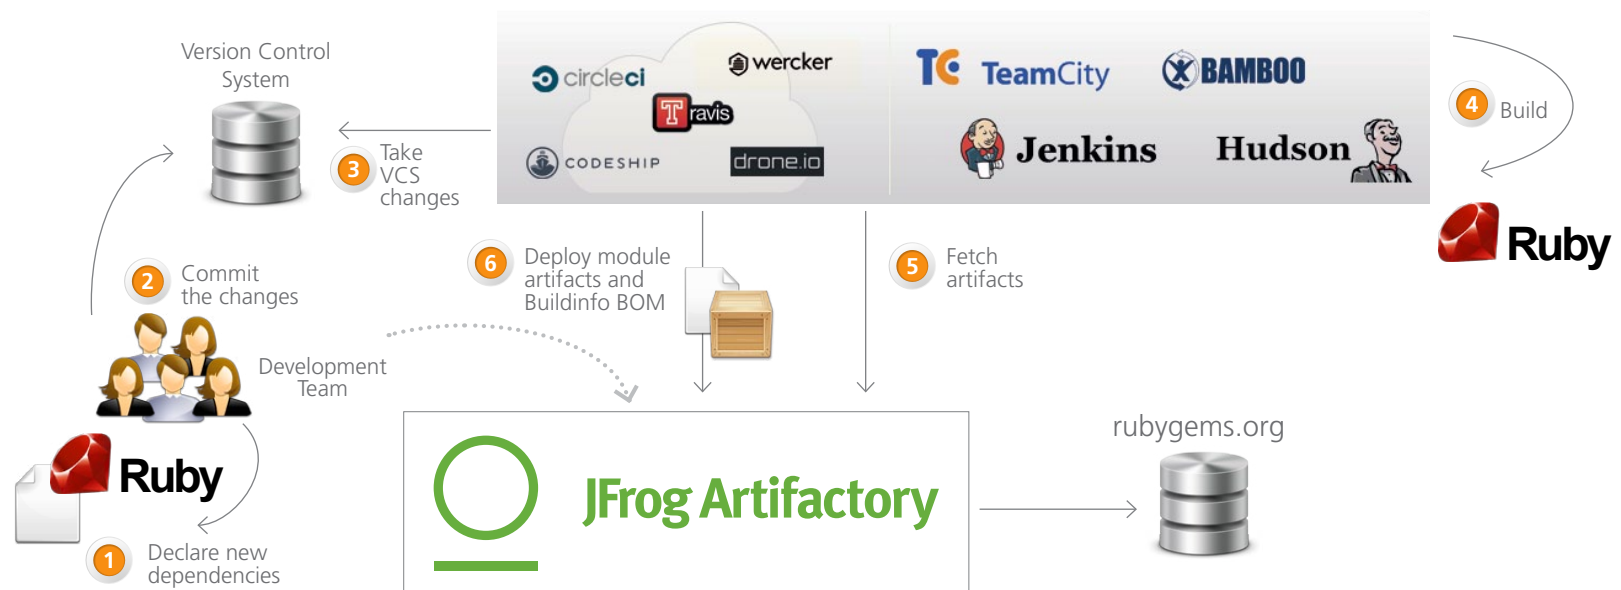 Version Control
System
circleci
wercker
Travis
CODESHIP
drone.io
TC TeamCity
BAMBOO
Jenkins
Hudson
4 Build
Ruby
3 Take
VCS
changes
2 Commit
the changes
6 Deploy module
artifacts and
Buildinfo BOM
5 Fetch
artifacts
Development
Team
Ruby
1 Declare new
dependencies
JFrog Artifactory
rubygems.org